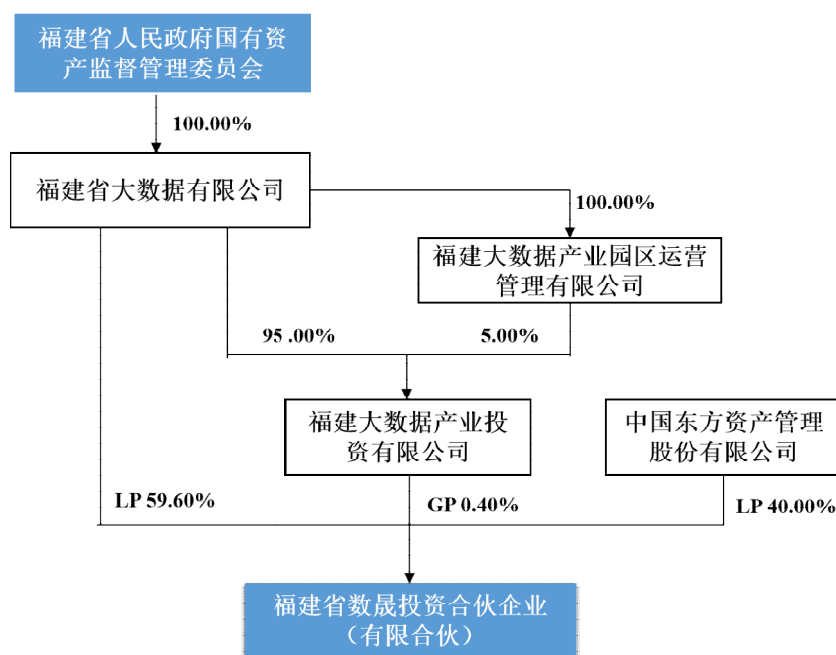 福建省人民政府国有资
产监督管理委员会
100.00%
福建省大数据有限公司
100.00%
福建大数据产业园区运营
管理有限公司
95 .00%
5.00%
福建大数据产业投
资有限公司
中国东方资产管理
股份有限公司
LP 59.60%
GP 0.40%
LP 40.00%
福建省数晟投资合伙企业
（有限合伙）